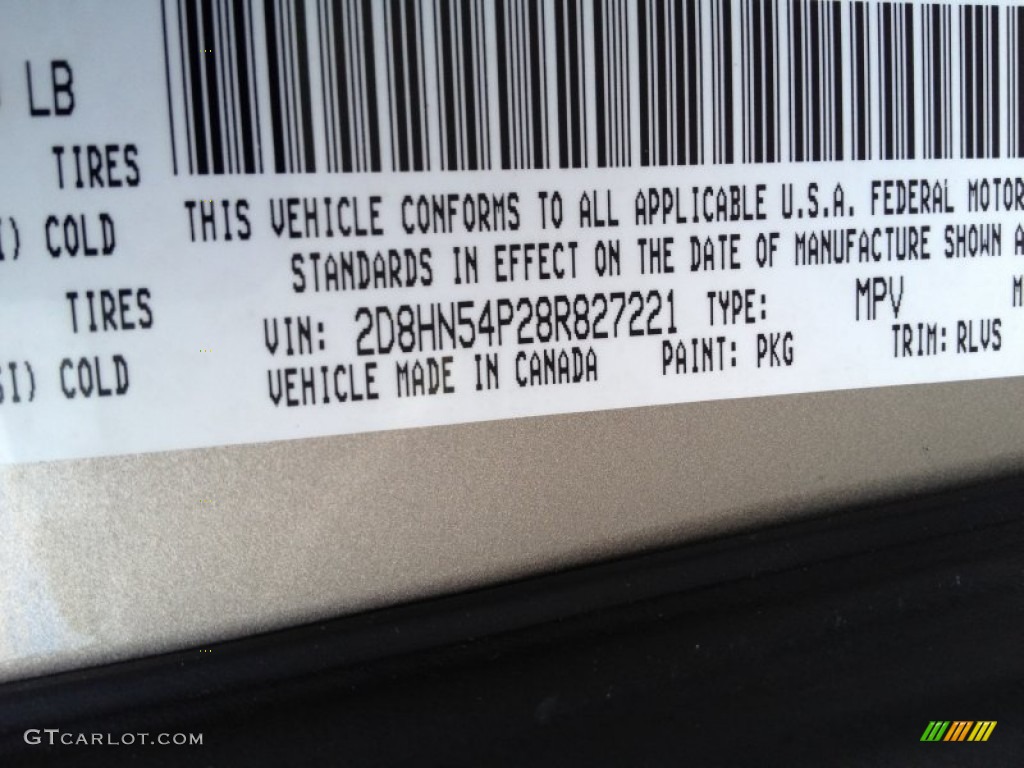 LB
TIRES
I) COLD
TIRES
SI) COLD
THIS VEHICLE CONFORMS TO ALL APPLICABLE U.S.A. FEDERAL MOTOR
STANDARDS IN EFFECT ON THE DATE OF MANUFACTURE SHOWN A
VIN: 2D8HN54P28R827221 TYPE: MPV M
VEHICLE MADE IN CANADA PAINT: PKG TRIM: RLVS
GTCARLOT.COM